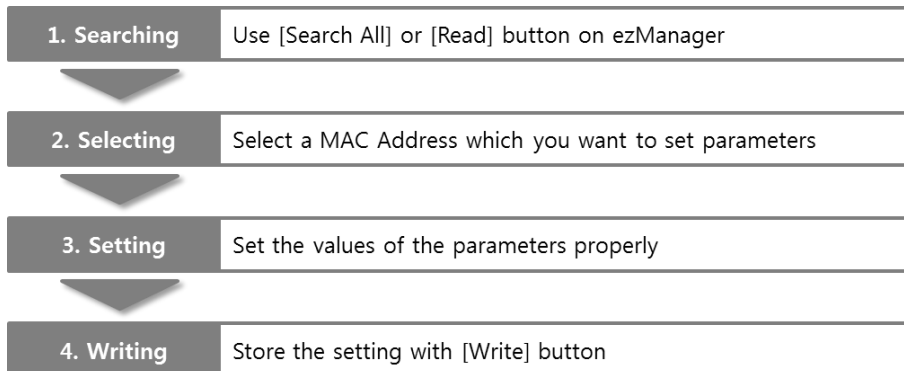 1. Searching Use [Search All] or [Read] button on ezManager
2. Selecting Select a MAC Address which you want to set parameters
3. Setting Set the values of the parameters properly
4. Writing Store the setting with [Write] button